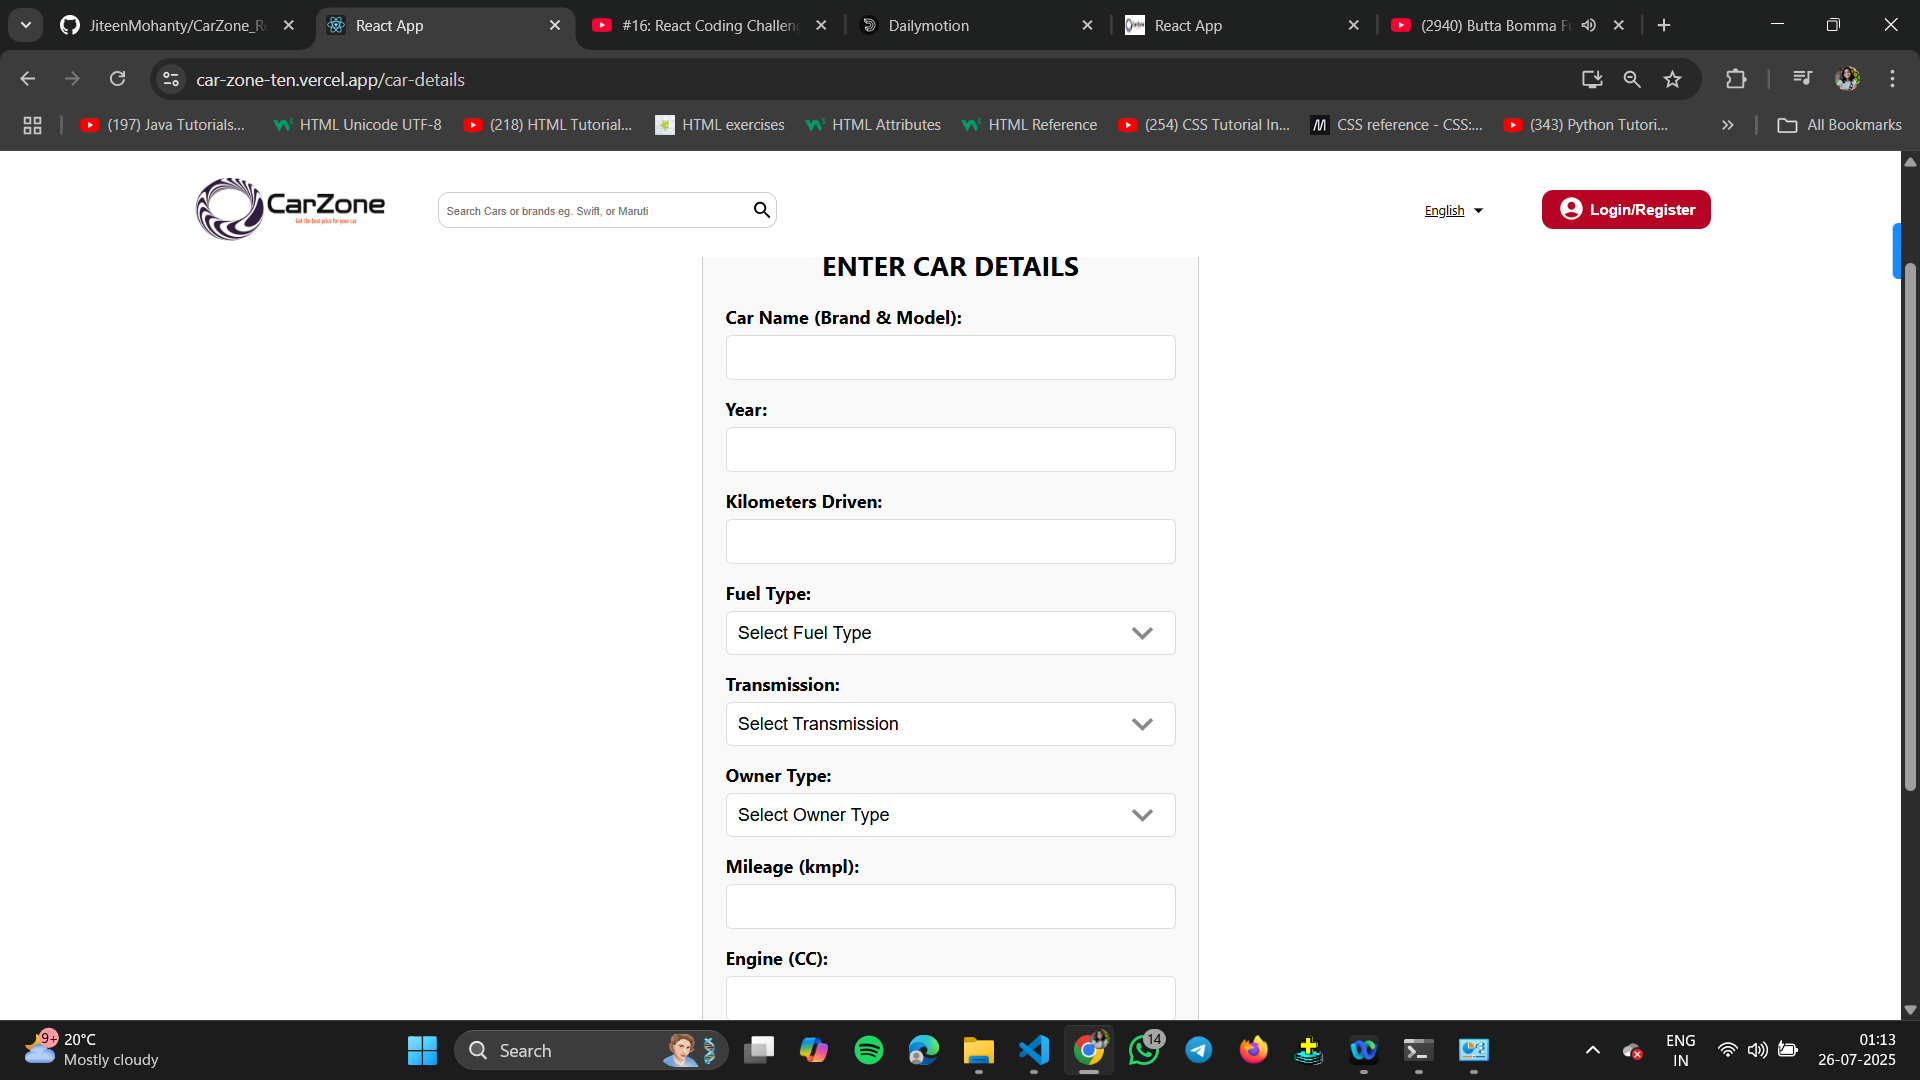 JiteenMohanty/CarZone_Re
React App
#16: React Coding Challeng
Dailymotion
React App
(2940) Butta Bomma Fu
car-zone-ten.vercel.app/car-details
(197) Java Tutorials...
HTML Unicode UTF-8
(218) HTML Tutorial...
HTML exercises
HTML Attributes
HTML Reference
(254) CSS Tutorial In...
CSS reference - CSS:...
(343) Python Tutori...
All Bookmarks
CarZone
Get the best price for your car
Search Cars or brands eg. Swift, or Maruti
English
Login/Register
ENTER CAR DETAILS
Car Name (Brand & Model):
Year:
Kilometers Driven:
Fuel Type:
Select Fuel Type
Transmission:
Select Transmission
Owner Type:
Select Owner Type
Mileage (kmpl):
Engine (CC):
9+
20°C
Mostly cloudy
Search
14
ENG
IN
01:13
26-07-2025